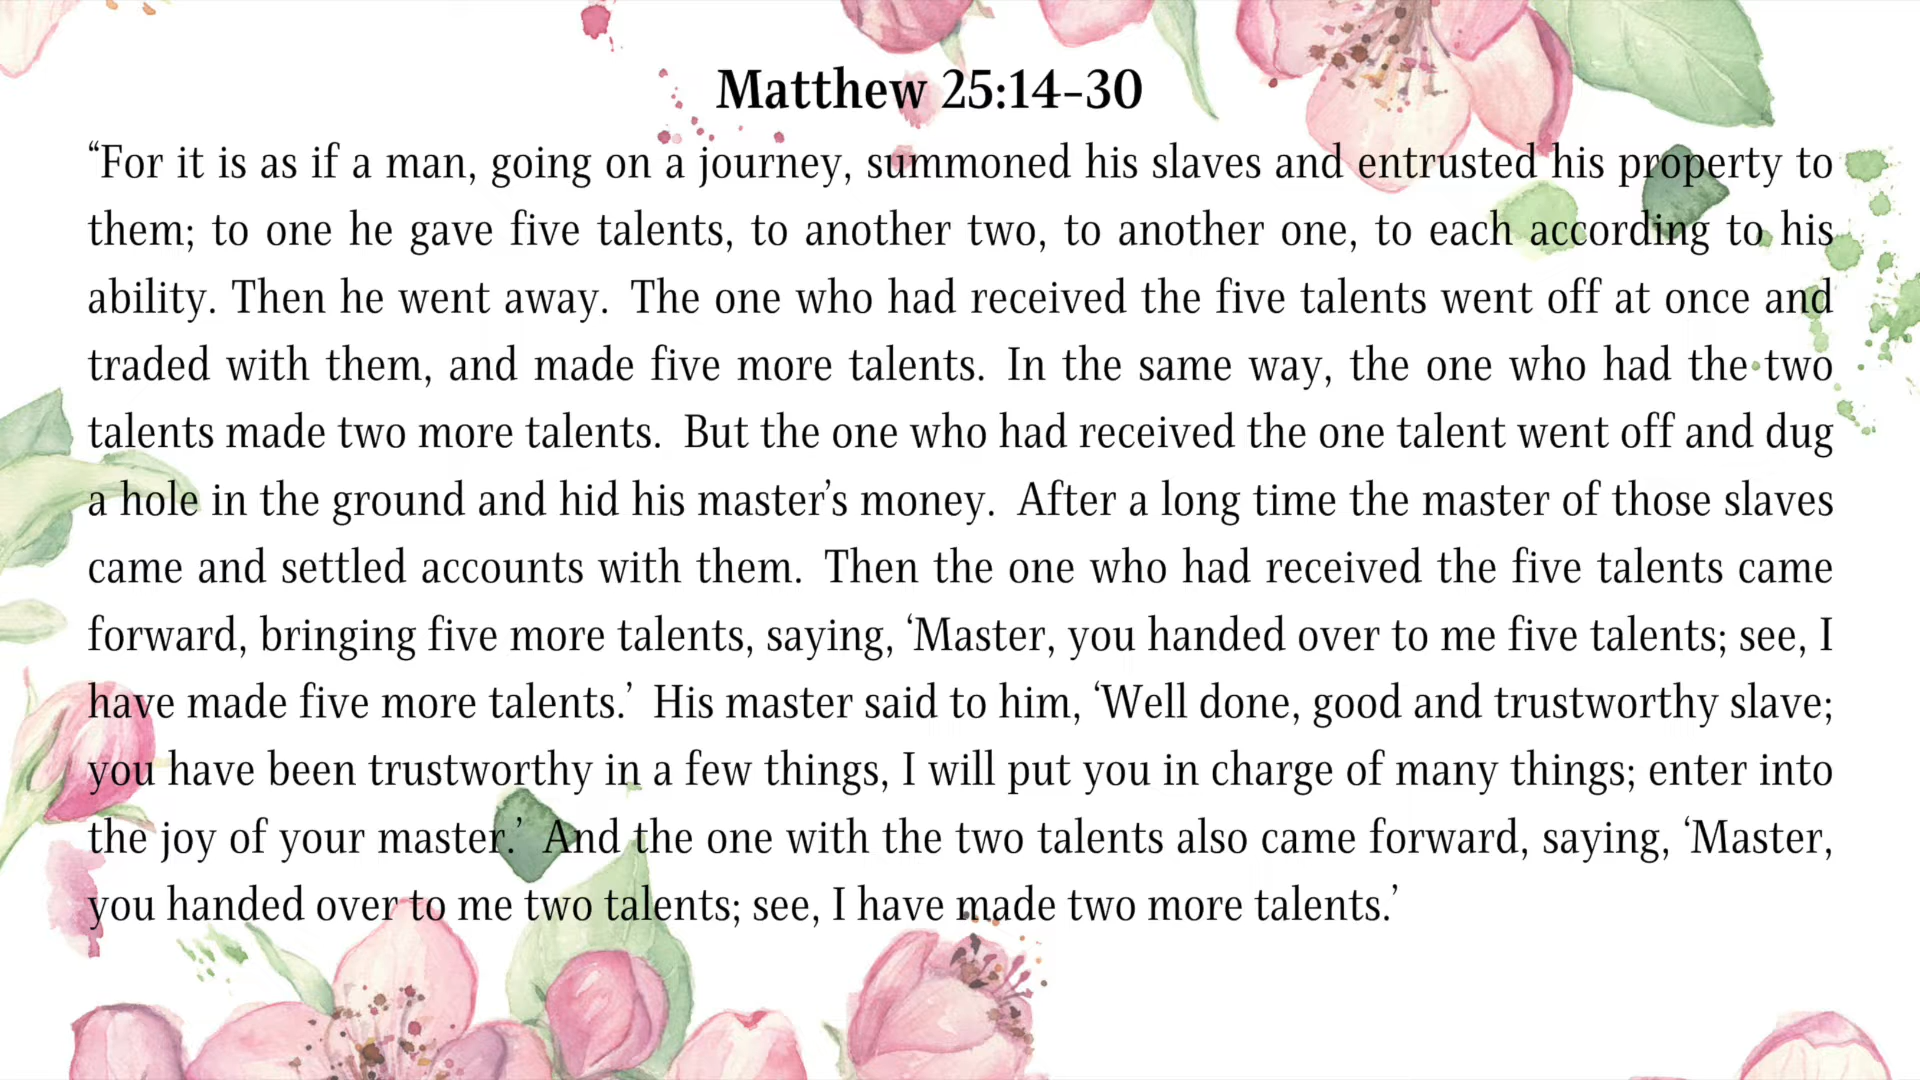 Matthew 25:14-30
“For it is as if a man, going on a journey, summoned his slaves and entrusted his property to
them; to one he gave five talents, to another two, to another one, to each according to his
ability. Then he went away. The one who had received the five talents went off at once and
traded with them, and made five more talents. In the same way, the one who had the two
talents made two more talents. But the one who had received the one talent went off and dug
a hole in the ground and hid his master’s money. After a long time the master of those slaves
came and settled accounts with them. Then the one who had received the five talents came
forward, bringing five more talents, saying, ‘Master, you handed over to me five talents; see, I
have made five more talents.’ His master said to him, ‘Well done, good and trustworthy slave;
you have been trustworthy in a few things, I will put you in charge of many things; enter into
the joy of your master.’ And the one with the two talents also came forward, saying, ‘Master,
you handed over to me two talents; see, I have made two more talents.’